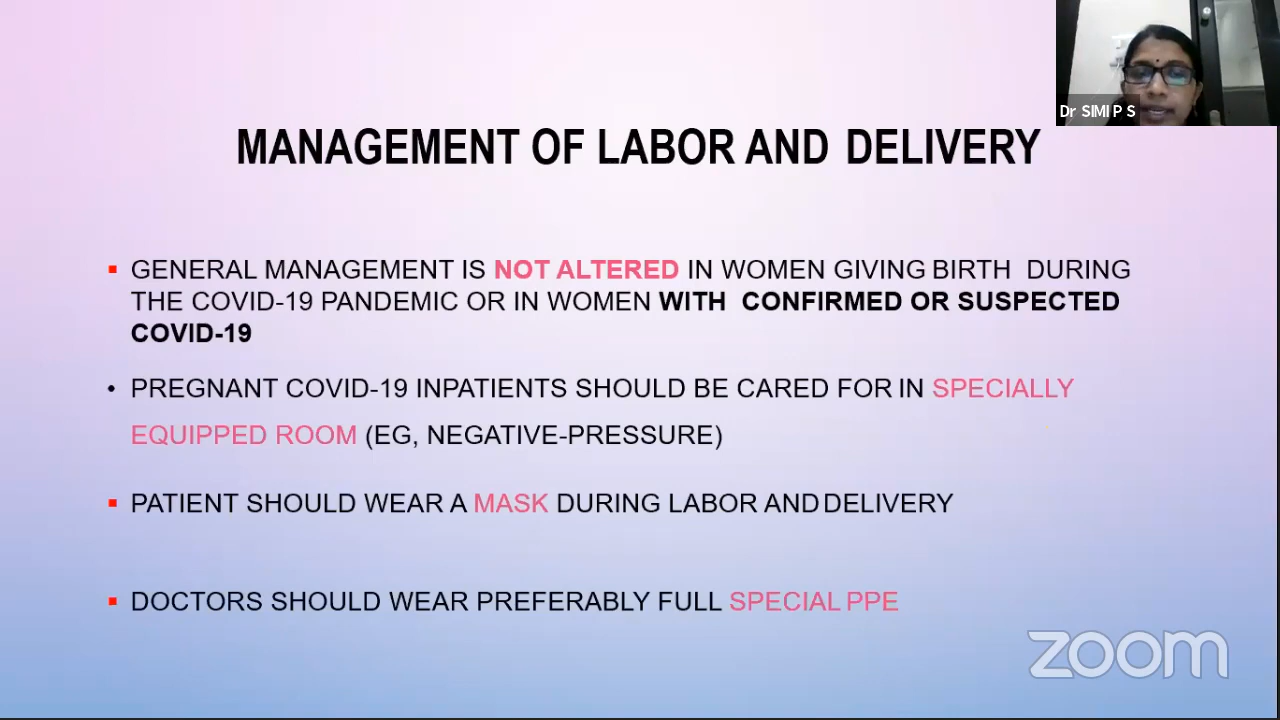 Dr SIMI P S
MANAGEMENT OF LABOR AND DELIVERY
▪ GENERAL MANAGEMENT IS NOT ALTERED IN WOMEN GIVING BIRTH DURING
THE COVID-19 PANDEMIC OR IN WOMEN WITH CONFIRMED OR SUSPECTED
COVID-19
• PREGNANT COVID-19 INPATIENTS SHOULD BE CARED FOR IN SPECIALLY
EQUIPPED ROOM (EG, NEGATIVE-PRESSURE)
▪ PATIENT SHOULD WEAR A MASK DURING LABOR AND DELIVERY
▪ DOCTORS SHOULD WEAR PREFERABLY FULL SPECIAL PPE
zoom